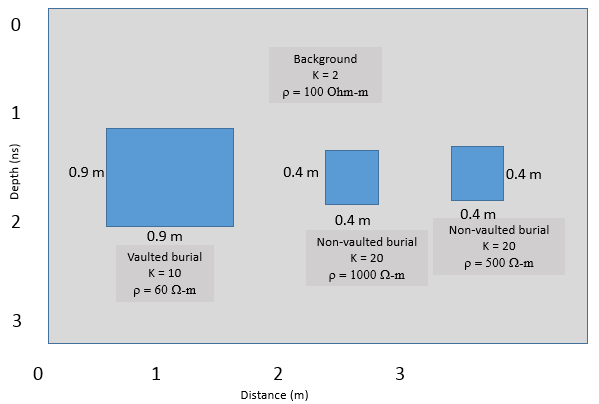 0
Background
K = 2
ρ = 100 Ohm-m
1
Depth (ns)
0.9 m
0.4 m
0.4 m
2
0.9 m
0.4 m
0.4 m
Vaulted burial
K = 10
ρ = 60 Ω-m
Non-vaulted burial
K = 20
ρ = 1000 Ω-m
Non-vaulted burial
K = 20
ρ = 500 Ω-m
3
0 1 2 3
Distance (m)